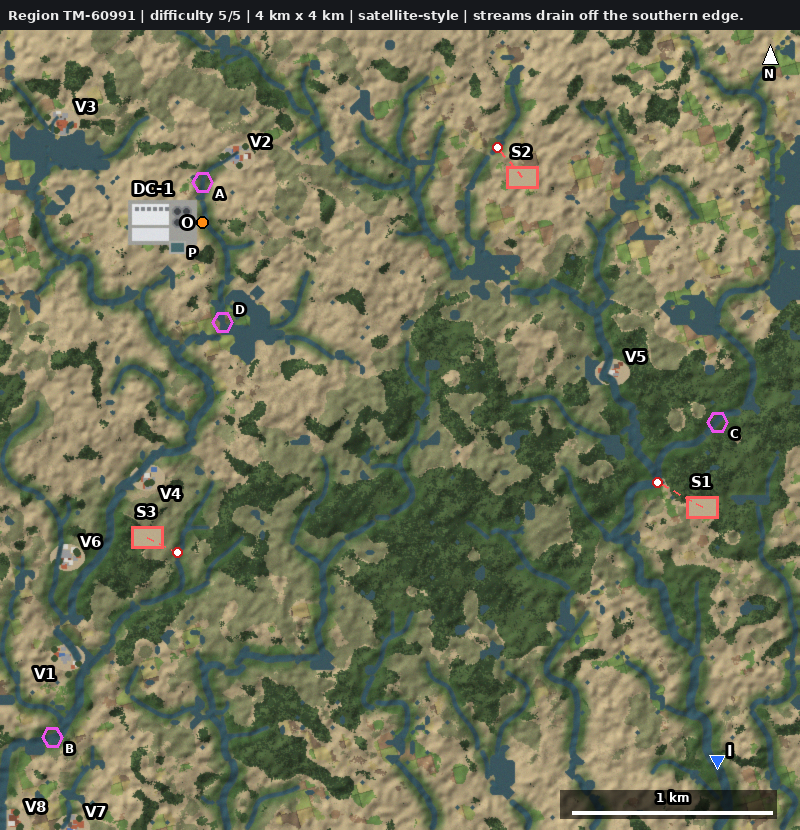 Region TM-60991 | difficulty 5/5 | 4 km x 4 km | satellite-style | streams drain off the southern edge.
N
V3
V2
S2
A
DC-1
O
P
D
V5
C
V4
S1
S3
V6
V1
B
I
1 km
V8
V7